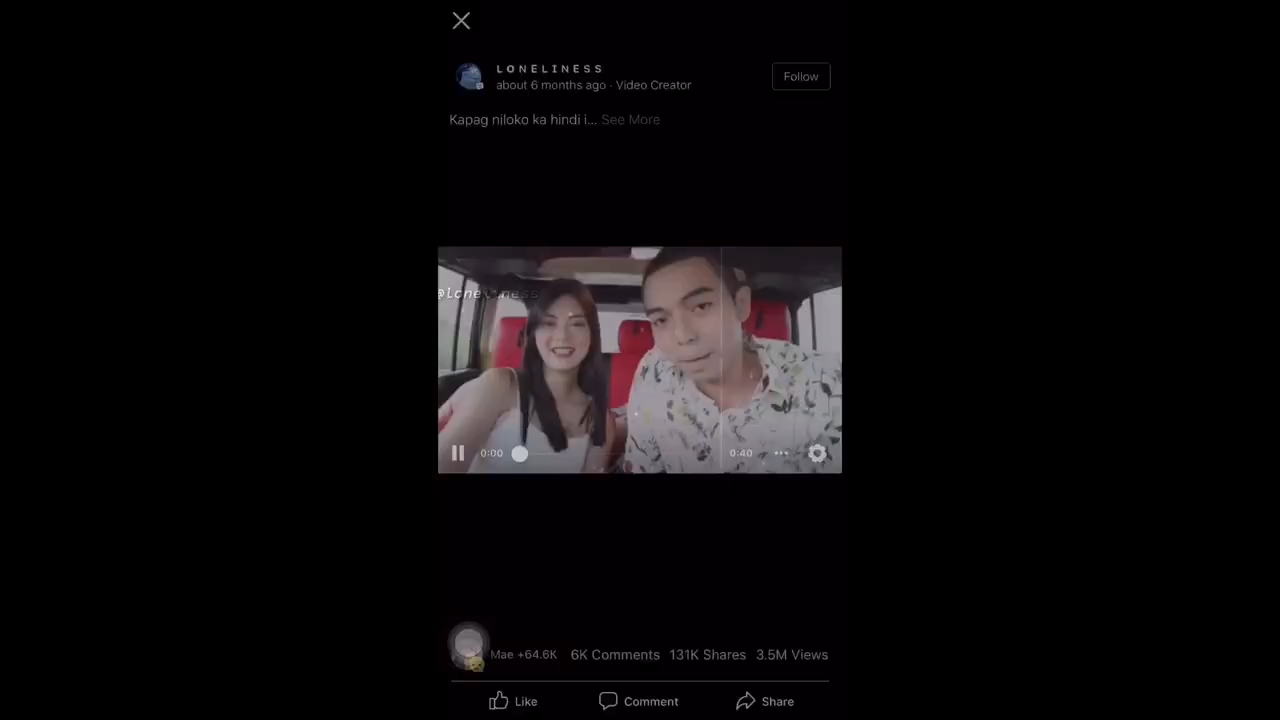 LONELINESS
about 6 months ago · Video Creator
Follow
Kapag niloko ka hindi i... See More
@loneliness
0:00
0:40
Mae +64.6K
6K Comments
131K Shares
3.5M Views
Like
Comment
Share